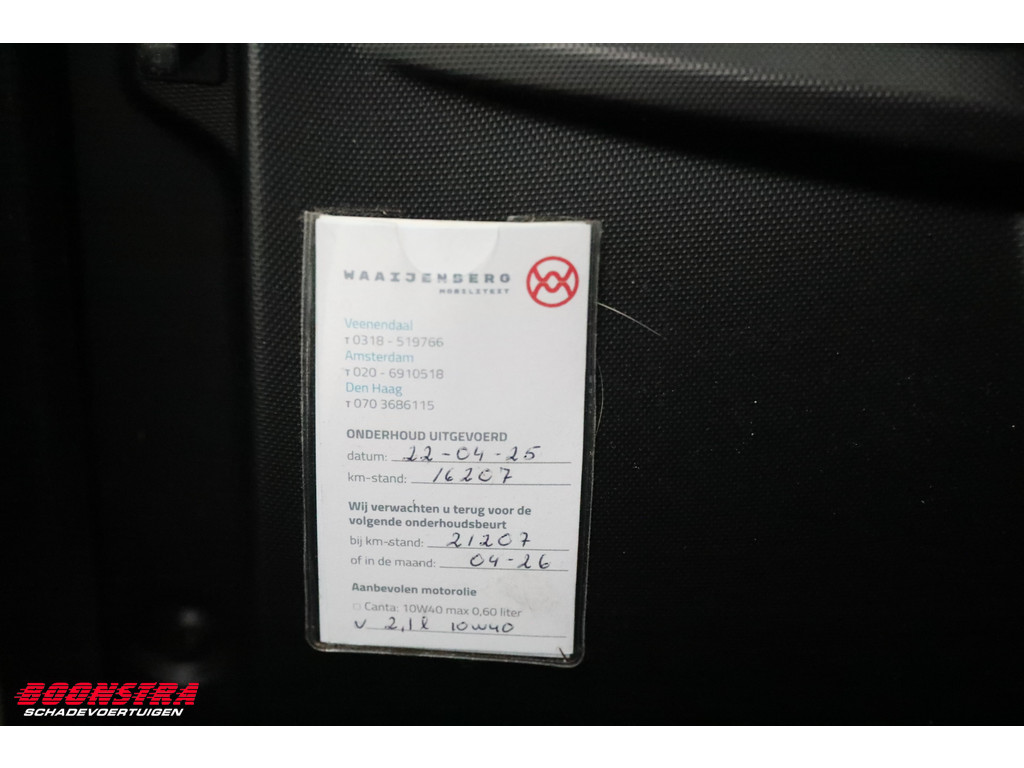 WAAIJENBERG
MOBILITEIT
Veenendaal
T 0318 - 519766
Amsterdam
T 020 - 6910518
Den Haag
T 070 3686115
ONDERHOUD UITGEVOERD
datum: 22-04-25
km-stand: 16207
Wij verwachten u terug voor de
volgende onderhoudsbeurt
bij km-stand: 21207
of in de maand: 04-26
Aanbevolen motorolie
Canta: 10W40 max 0,60 liter
v 2,1 l 10W40
BOONSTRA
SCHADEVOERTUIGEN